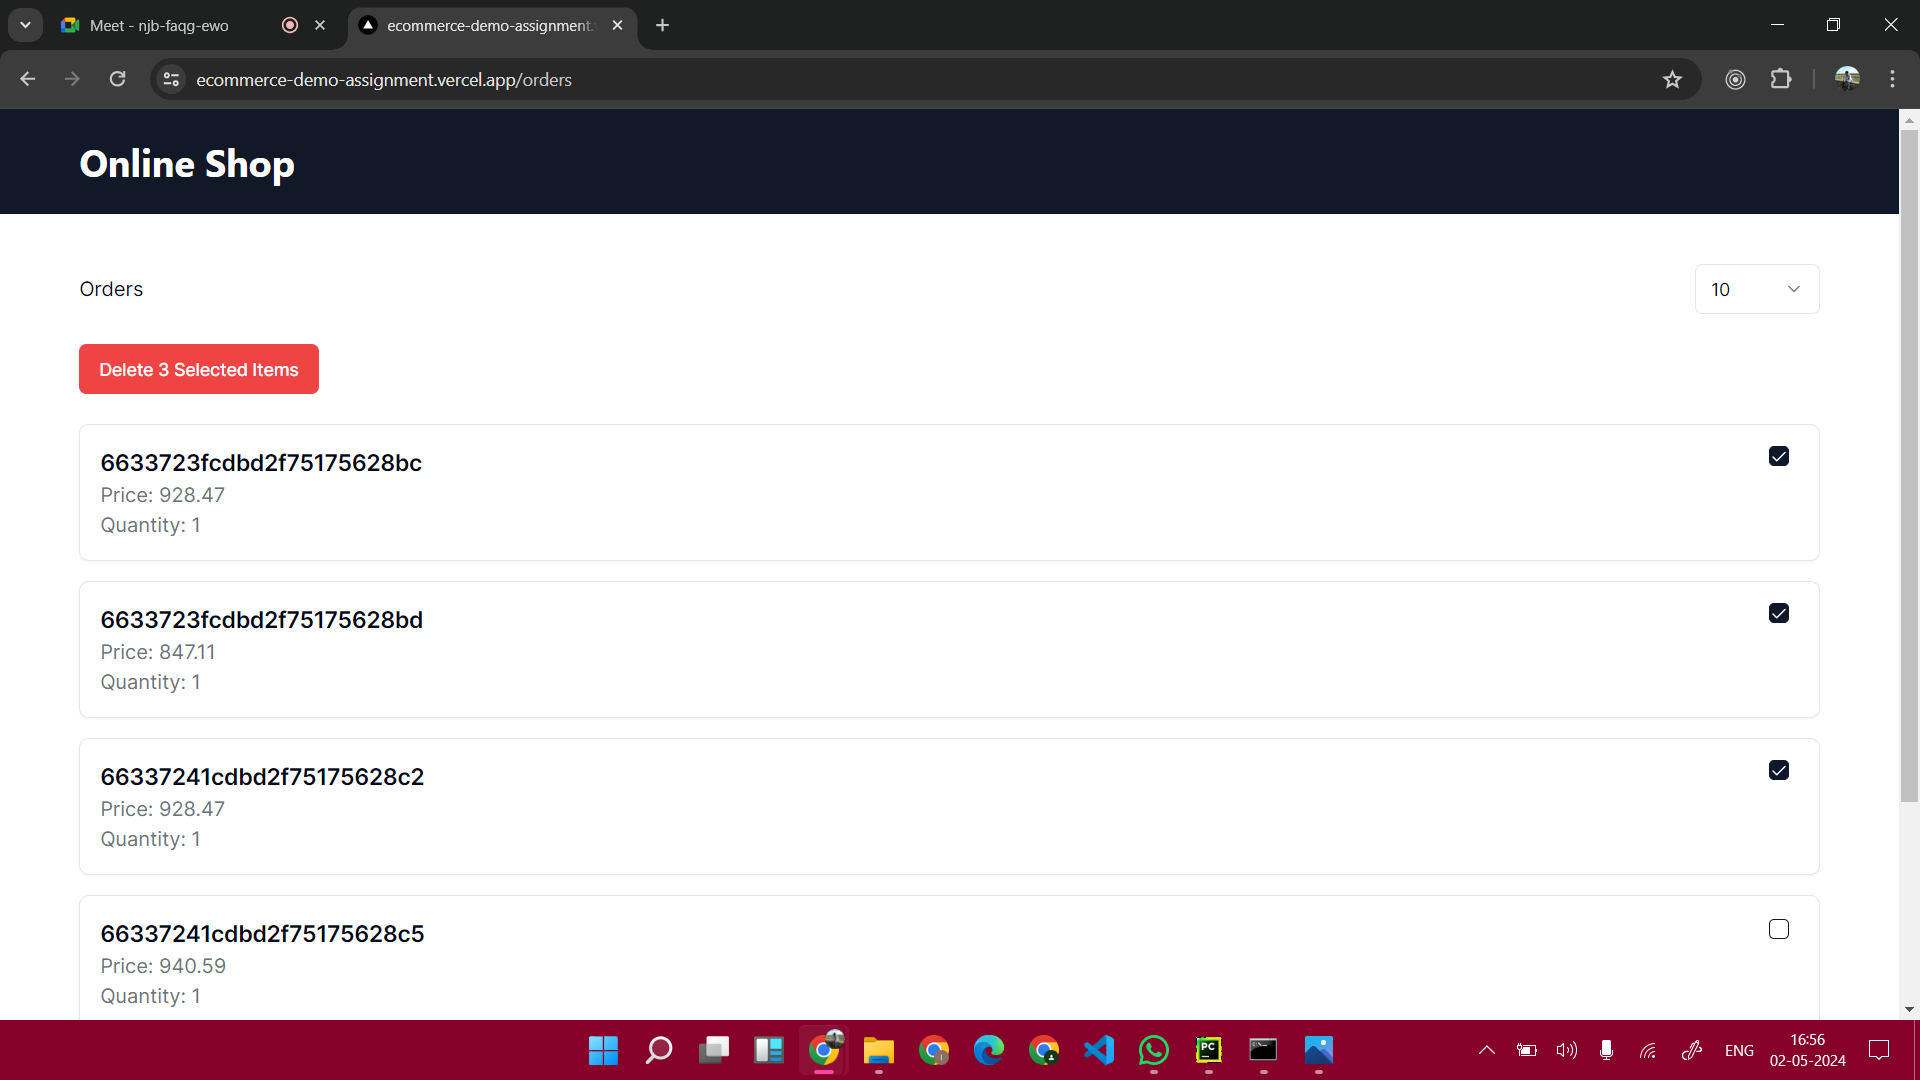 Meet - njb-faqg-ewo
ecommerce-demo-assignment.
ecommerce-demo-assignment.vercel.app/orders
Online Shop
Orders
10
Delete 3 Selected Items
6633723fcdbd2f75175628bc
Price: 928.47
Quantity: 1
6633723fcdbd2f75175628bd
Price: 847.11
Quantity: 1
66337241cdbd2f75175628c2
Price: 928.47
Quantity: 1
66337241cdbd2f75175628c5
Price: 940.59
Quantity: 1
PC
ENG
16:56
02-05-2024